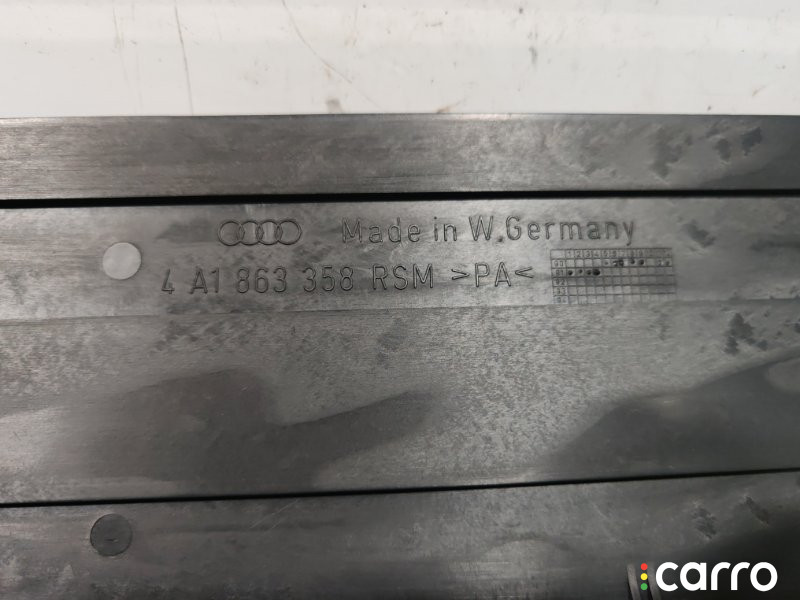 Made in W.Germany
4 A1 863 358 RSM >PA<
carro